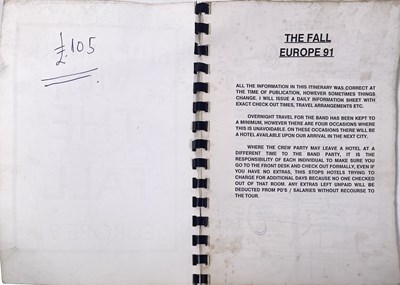 £105
THE FALL
EUROPE 91
ALL THE INFORMATION IN THIS ITINERARY WAS CORRECT AT
THE TIME OF PUBLICATION, HOWEVER SOMETIMES THINGS
CHANGE. I WILL ISSUE A DAILY INFORMATION SHEET WITH
EXACT CHECK OUT TIMES, TRAVEL ARRANGEMENTS ETC.
OVERNIGHT TRAVEL FOR THE BAND HAS BEEN KEPT TO
A MINIMUM, HOWEVER THERE ARE FOUR OCCASIONS WHERE
THIS IS UNAVOIDABLE. ON THESE OCCASIONS THERE WILL BE
A HOTEL AVAILABLE UPON OUR ARRIVAL IN THE NEXT CITY.
WHERE THE CREW PARTY MAY LEAVE A HOTEL AT A
DIFFERENT TIME TO THE BAND PARTY, IT IS THE
RESPONSIBILITY OF EACH INDIVIDUAL TO MAKE SURE YOU
GO TO THE FRONT DESK AND CHECK OUT FORMALLY, EVEN IF
YOU HAVE NO EXTRAS, THIS STOPS HOTELS TRYING TO
CHARGE FOR ADDITIONAL DAYS BECAUSE NO ONE CHECKED
OUT OF THAT ROOM. ANY EXTRAS LEFT UNPAID WILL BE
DEDUCTED FROM PD'S / SALARIES WITHOUT RECOURSE TO
THE TOUR.